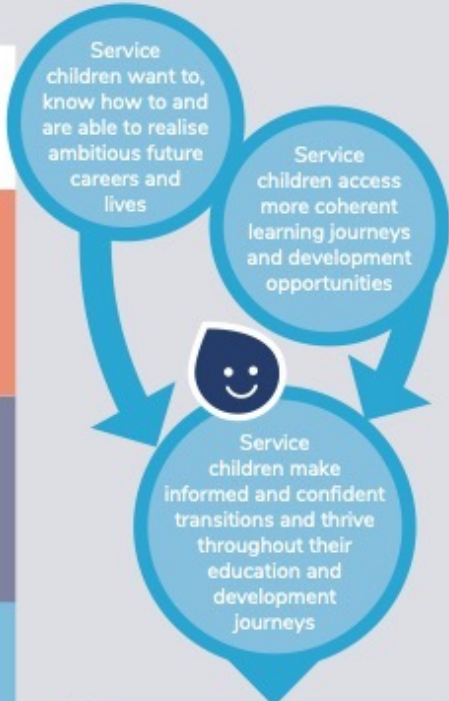 Service
children want to,
know how to and
are able to realise
ambitious future
careers and
lives
Service
children access
more coherent
learning journeys
and development
opportunities
Service
children make
informed and confident
transitions and thrive
throughout their
education and
development
journeys